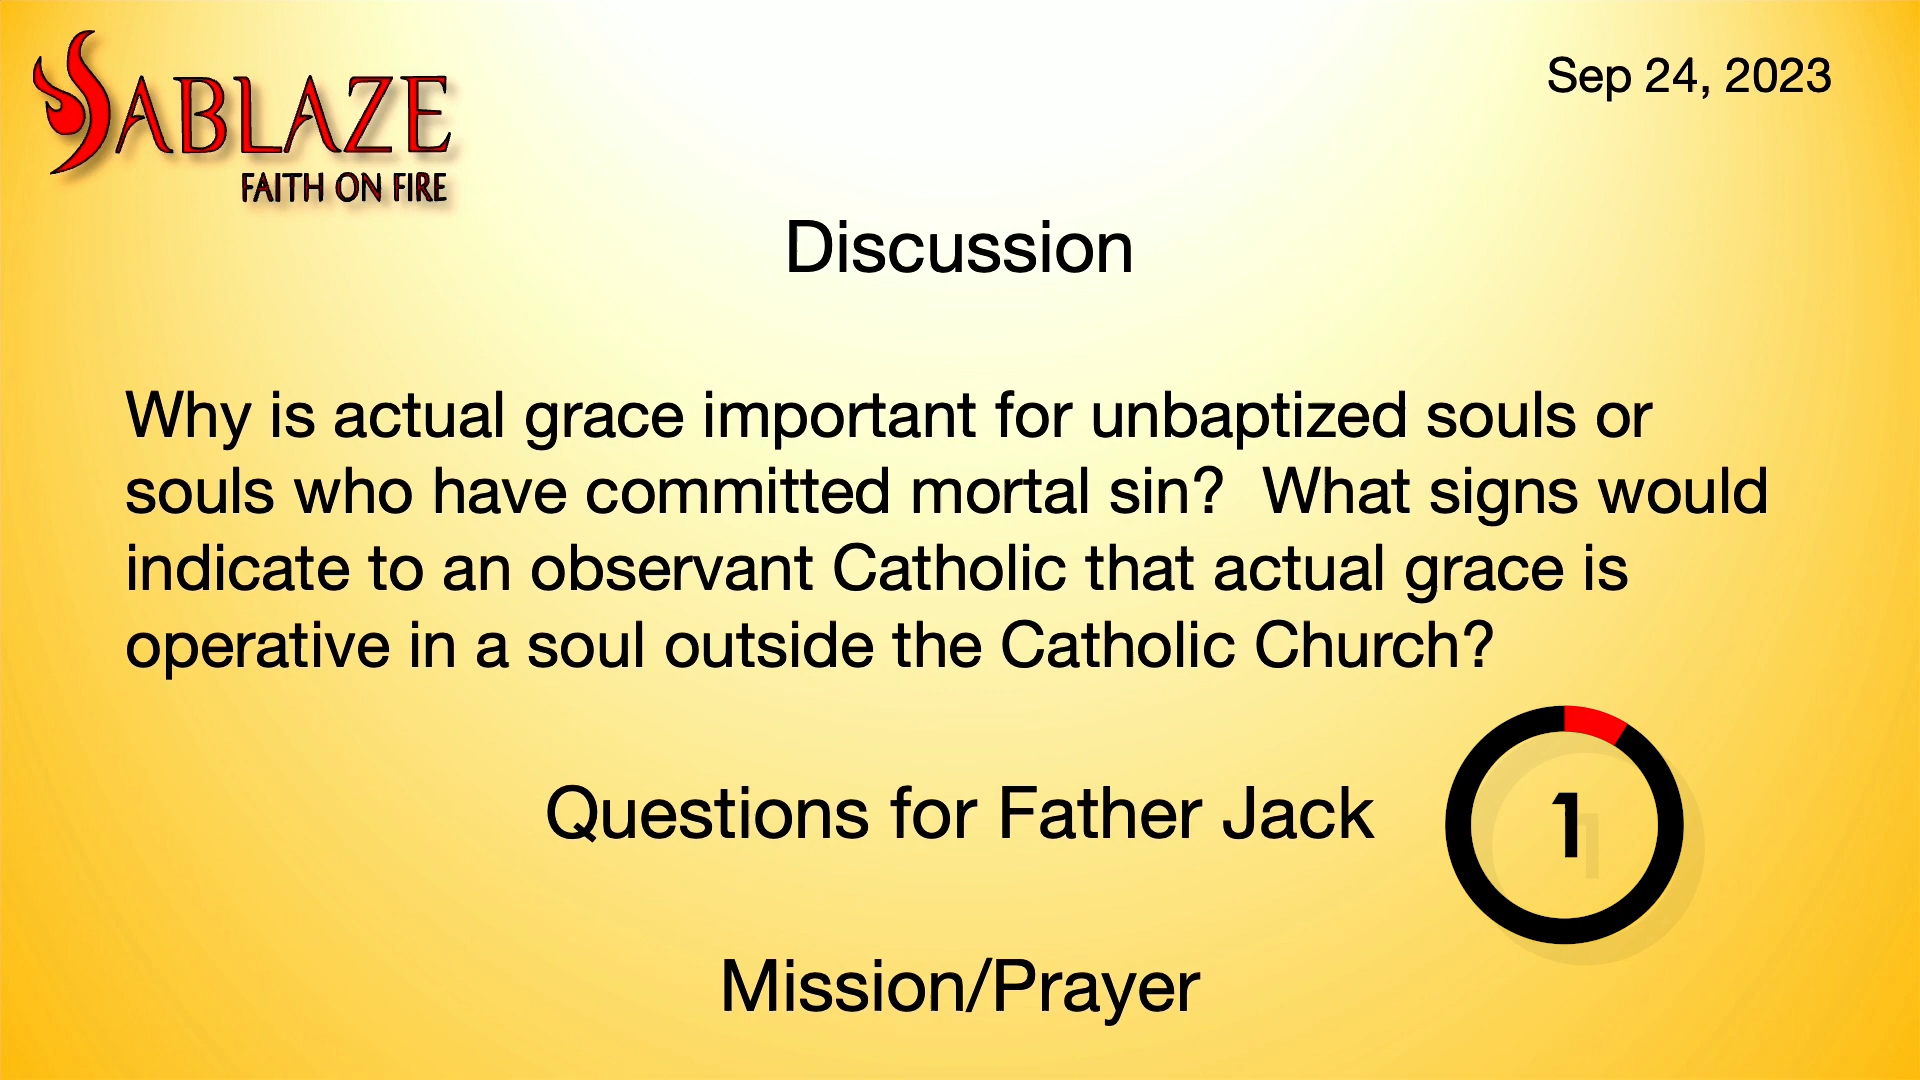 ABLAZE
FAITH ON FIRE
Sep 24, 2023
Discussion
Why is actual grace important for unbaptized souls or
souls who have committed mortal sin?  What signs would
indicate to an observant Catholic that actual grace is
operative in a soul outside the Catholic Church?
Questions for Father Jack
1
Mission/Prayer